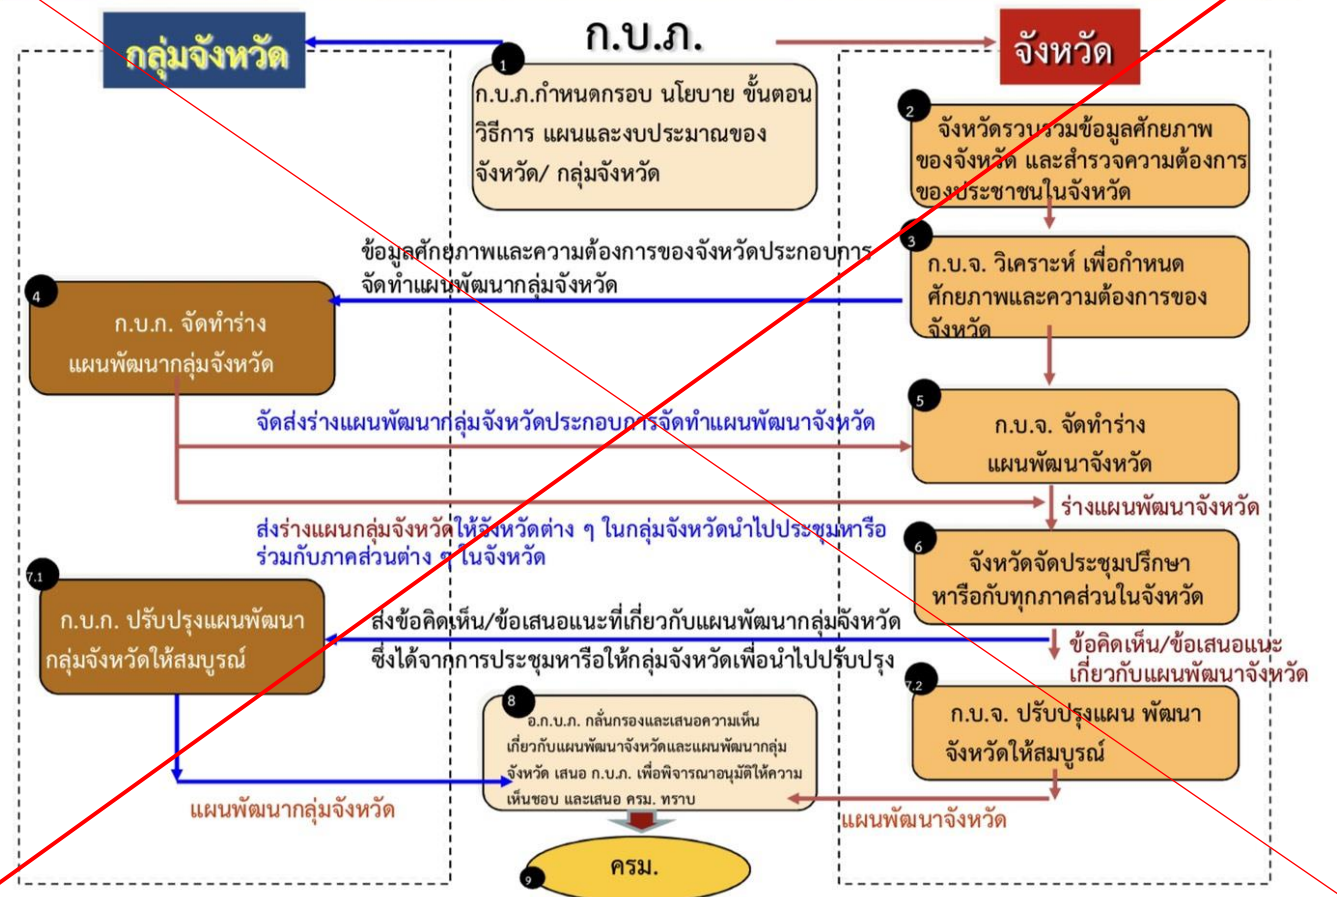 กลุ่มจังหวัด
ก.บ.ภ.
จังหวัด
1
ก.บ.ภ.กำหนดกรอบ นโยบาย ขั้นตอน
วิธีการ แผนและงบประมาณของ
จังหวัด/ กลุ่มจังหวัด
2
จังหวัดรวบรวมข้อมูลศักยภาพ
ของจังหวัด และสำรวจความต้องการ
ของประชาชนในจังหวัด
3
ก.บ.จ. วิเคราะห์ เพื่อกำหนด
ศักยภาพและความต้องการของ
จังหวัด
ข้อมูลศักยภาพและความต้องการของจังหวัดประกอบการ
จัดทำแผนพัฒนากลุ่มจังหวัด
4
ก.บ.ก. จัดทำร่าง
แผนพัฒนากลุ่มจังหวัด
จัดส่งร่างแผนพัฒนากลุ่มจังหวัดประกอบการจัดทำแผนพัฒนาจังหวัด
5
ก.บ.จ. จัดทำร่าง
แผนพัฒนาจังหวัด
ร่างแผนพัฒนาจังหวัด
ส่งร่างแผนกลุ่มจังหวัดให้จังหวัดต่าง ๆ ในกลุ่มจังหวัดนำไปประชุมหารือ
ร่วมกับภาคส่วนต่าง ๆ ในจังหวัด
6
จังหวัดจัดประชุมปรึกษา
หารือกับทุกภาคส่วนในจังหวัด
7.1
ก.บ.ก. ปรับปรุงแผนพัฒนา
กลุ่มจังหวัดให้สมบูรณ์
ส่งข้อคิดเห็น/ข้อเสนอแนะที่เกี่ยวกับแผนพัฒนากลุ่มจังหวัด
ซึ่งได้จากการประชุมหารือให้กลุ่มจังหวัดเพื่อนำไปปรับปรุง
ข้อคิดเห็น/ข้อเสนอแนะ
เกี่ยวกับแผนพัฒนาจังหวัด
7.2
ก.บ.จ. ปรับปรุงแผน พัฒนา
จังหวัดให้สมบูรณ์
8
อ.ก.บ.ภ. กลั่นกรองและเสนอความเห็น
เกี่ยวกับแผนพัฒนาจังหวัดและแผนพัฒนากลุ่ม
จังหวัด เสนอ ก.บ.ภ. เพื่อพิจารณาอนุมัติให้ความ
เห็นชอบ และเสนอ ครม. ทราบ
แผนพัฒนากลุ่มจังหวัด
แผนพัฒนาจังหวัด
9
ครม.